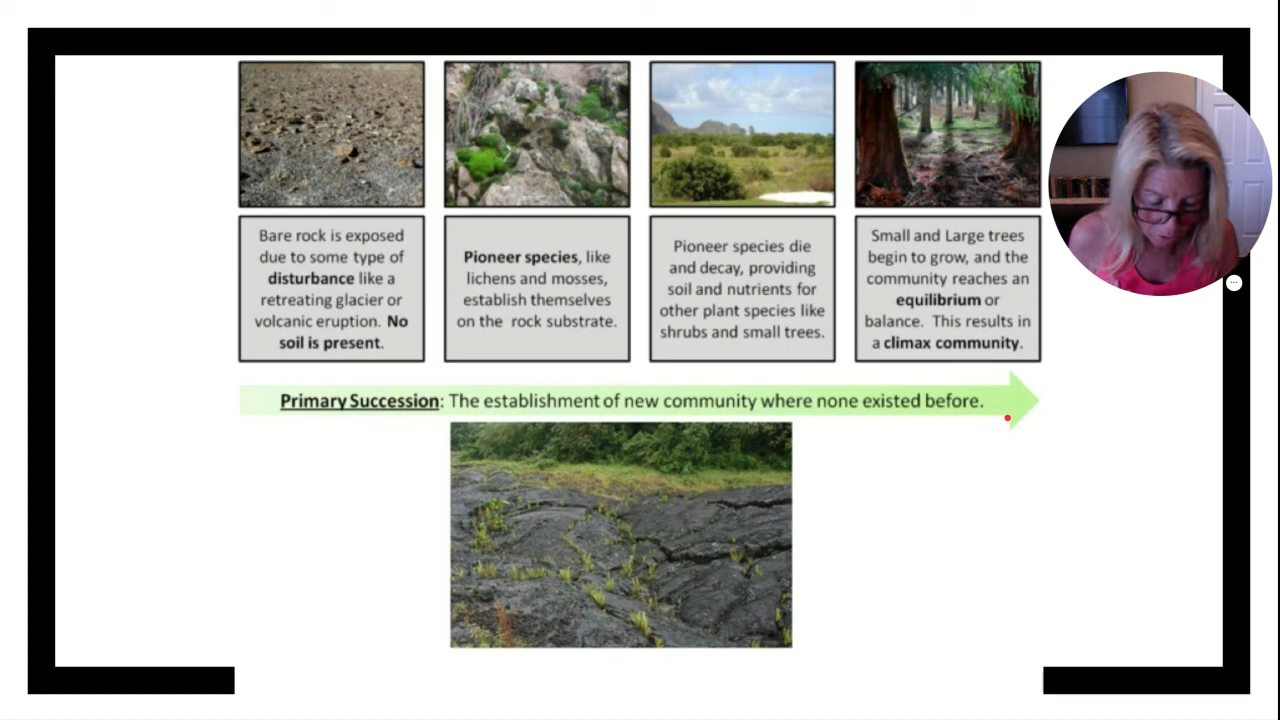 Bare rock is exposed
due to some type of
disturbance like a
retreating glacier or
volcanic eruption. No
soil is present.
Pioneer species, like
lichens and mosses,
establish themselves
on the rock substrate.
Pioneer species die
and decay, providing
soil and nutrients for
other plant species like
shrubs and small trees.
Small and Large trees
begin to grow, and the
community reaches an
equilibrium or
balance. This results in
a climax community.
Primary Succession: The establishment of new community where none existed before.